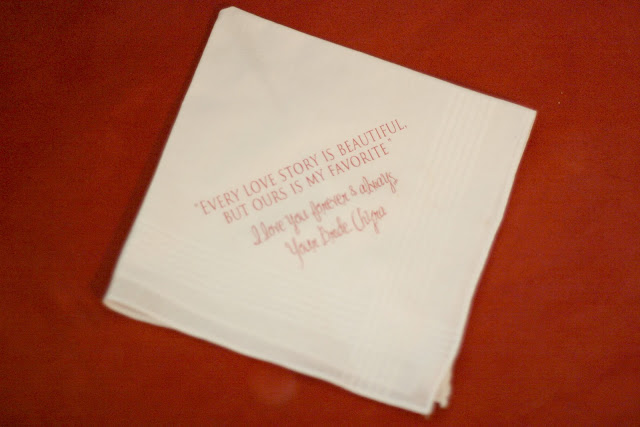 "EVERY LOVE STORY IS BEAUTIFUL,
BUT OURS IS MY FAVORITE"
I love you forever & always
Your Bride